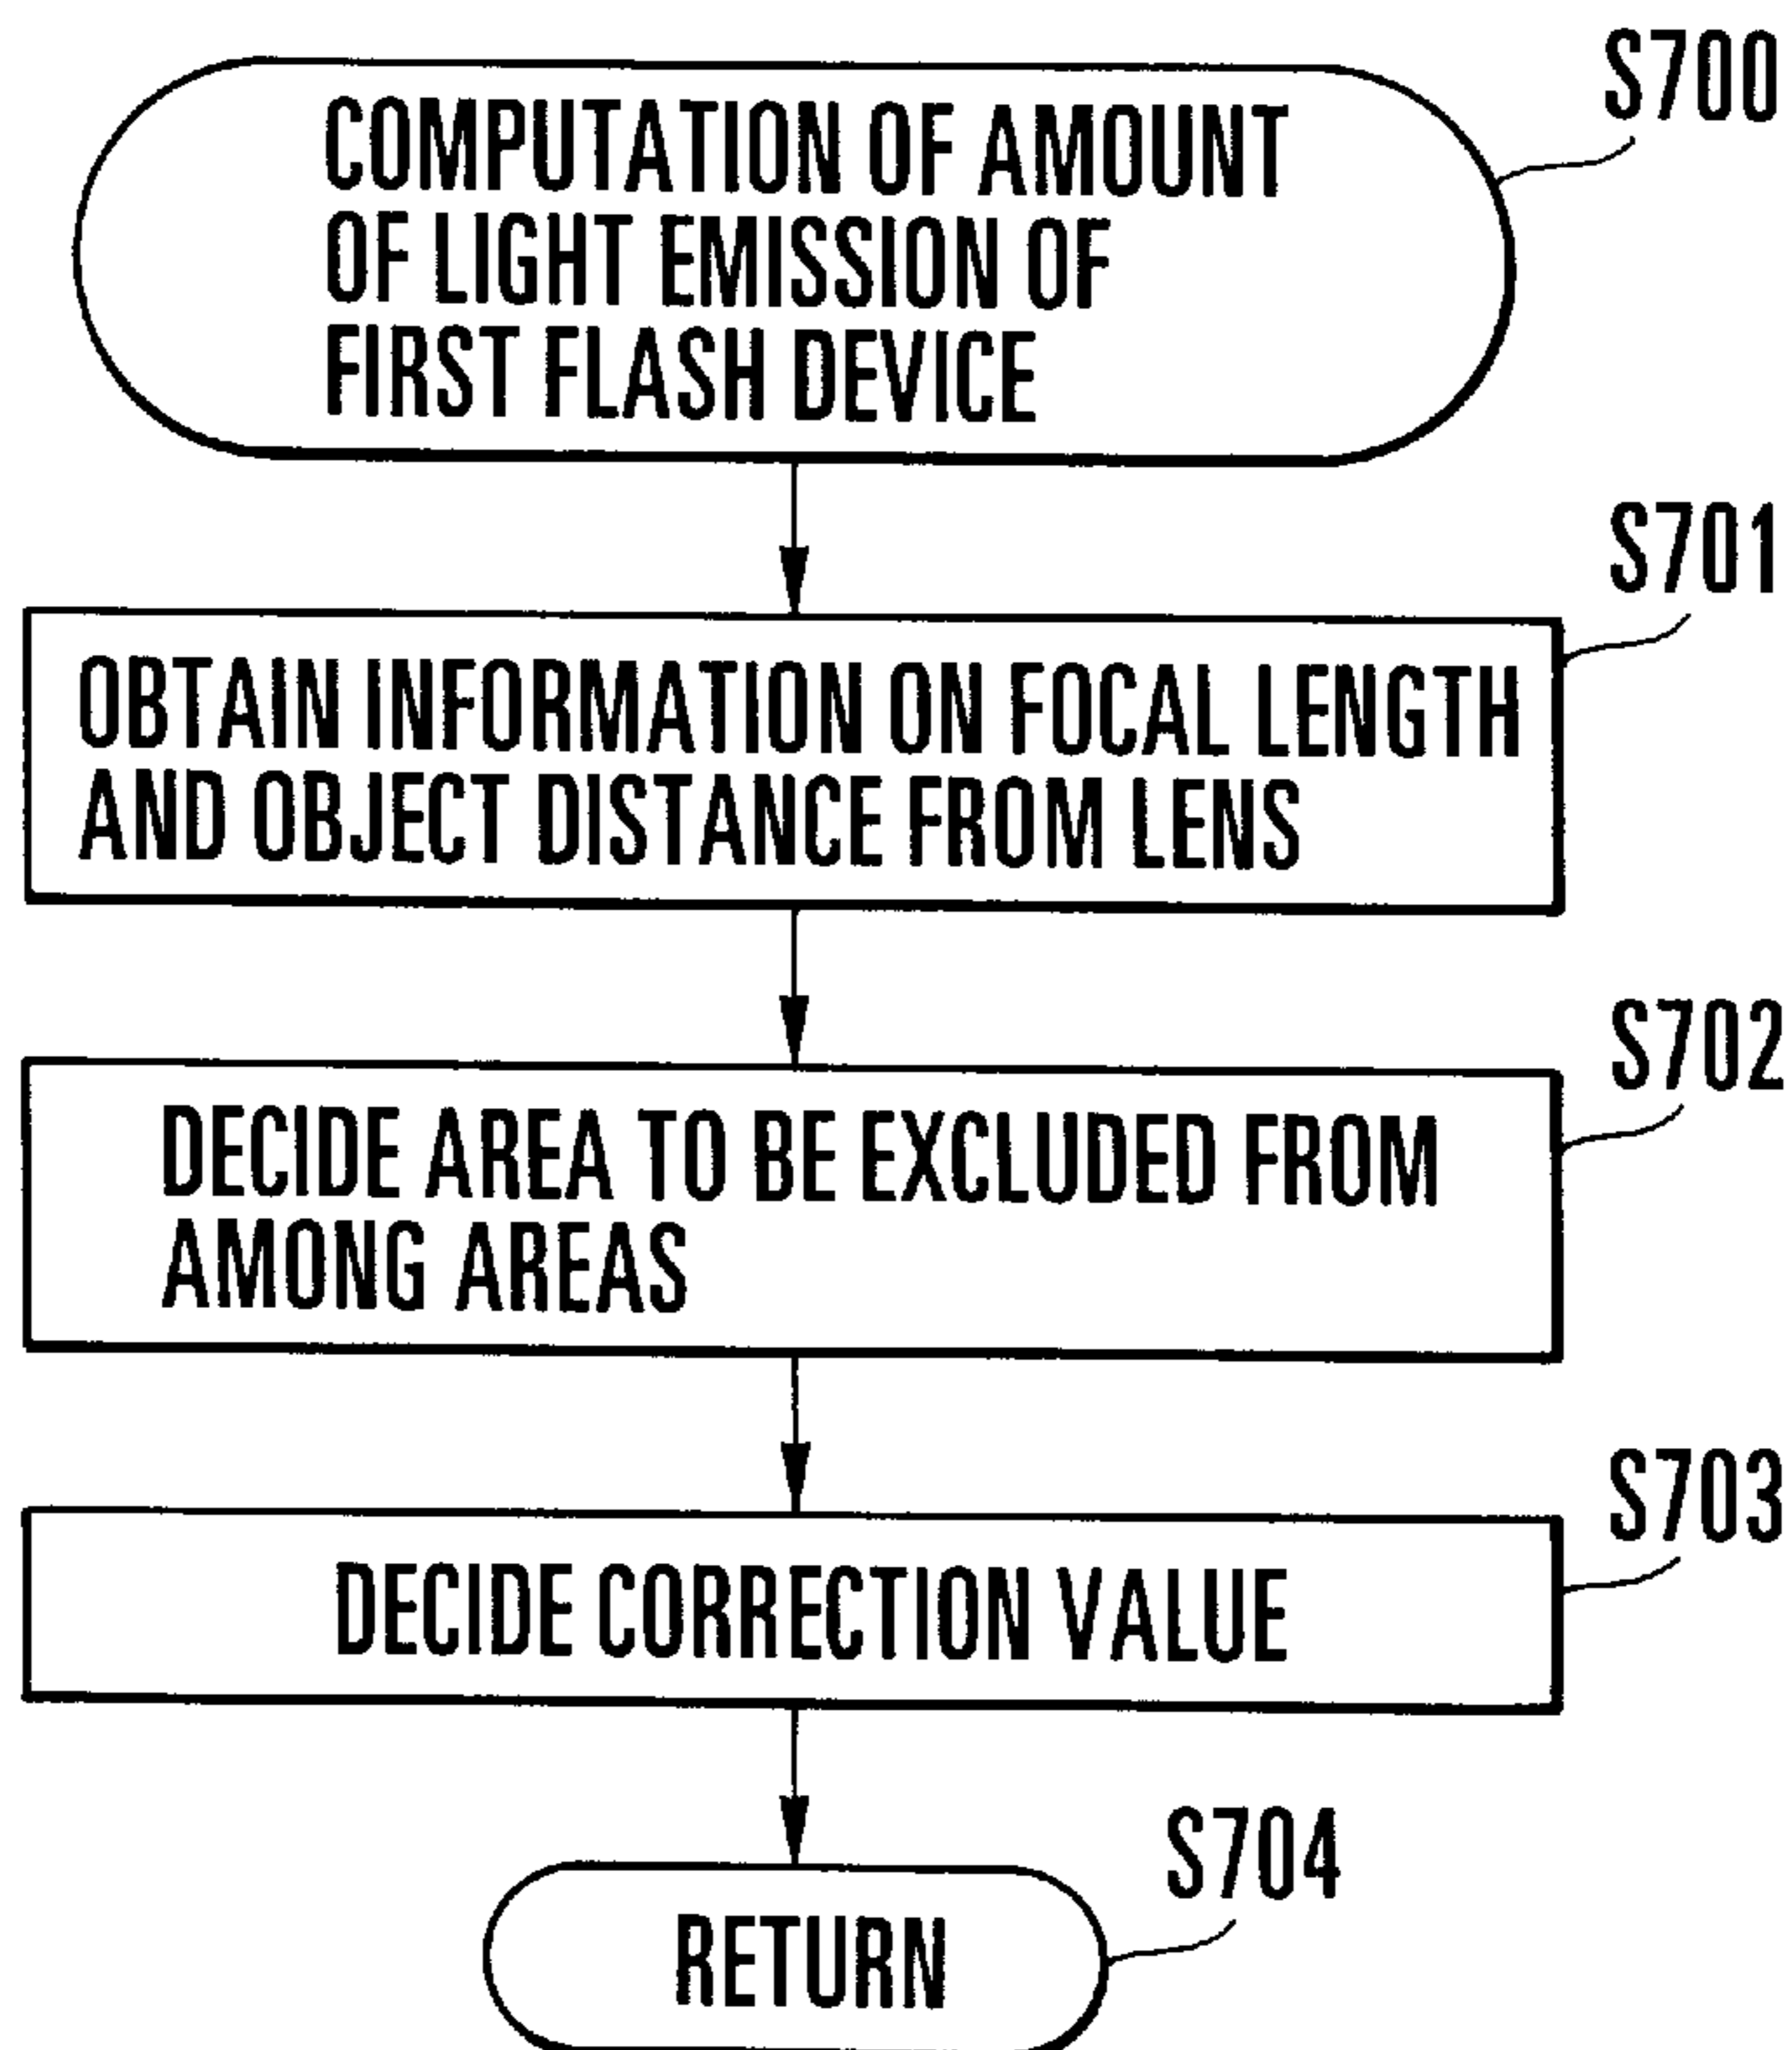 S700
COMPUTATION OF AMOUNT
OF LIGHT EMISSION OF
FIRST FLASH DEVICE
S701
OBTAIN INFORMATION ON FOCAL LENGTH
AND OBJECT DISTANCE FROM LENS
S702
DECIDE AREA TO BE EXCLUDED FROM
AMONG AREAS
S703
DECIDE CORRECTION VALUE
S704
RETURN